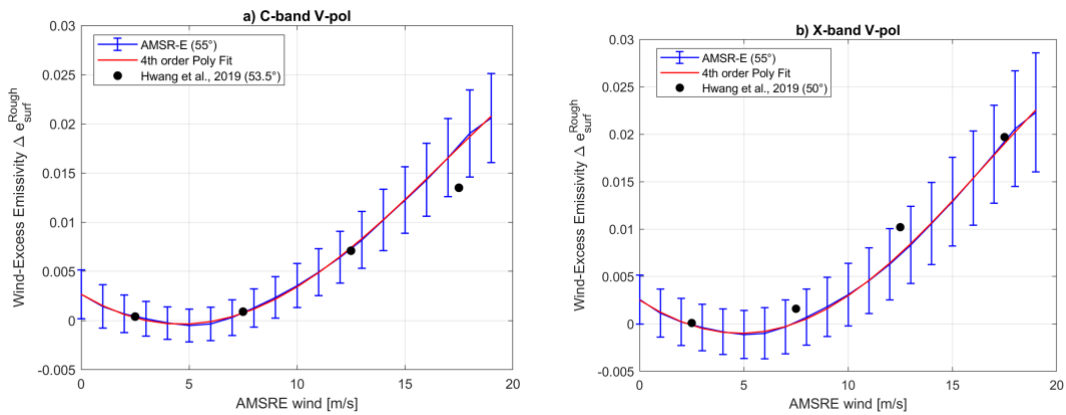 a) C-band V-pol
Wind-Excess Emissivity Δ e_surf^Rough
0.03
0.025
0.02
0.015
0.01
0.005
0
-0.005
AMSR-E (55°)
4th order Poly Fit
Hwang et al., 2019 (53.5°)
0 5 10 15 20
AMSRE wind [m/s]
b) X-band V-pol
Wind-Excess Emissivity Δ e_surf^Rough
0.03
0.025
0.02
0.015
0.01
0.005
0
-0.005
AMSR-E (55°)
4th order Poly Fit
Hwang et al., 2019 (50°)
0 5 10 15 20
AMSRE wind [m/s]